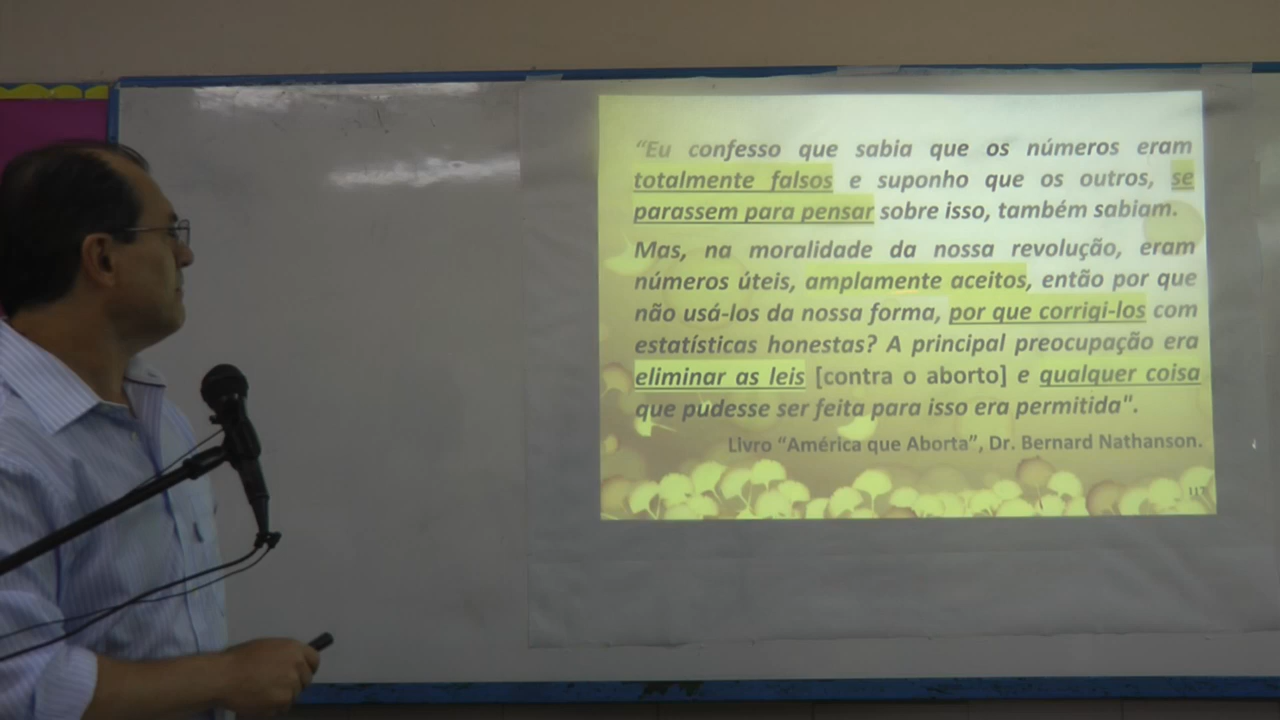 “Eu confesso que sabia que os números eram
totalmente falsos e suponho que os outros, se
parassem para pensar sobre isso, também sabiam.
Mas, na moralidade da nossa revolução, eram
números úteis, amplamente aceitos, então por que
não usá-los da nossa forma, por que corrigi-los com
estatísticas honestas? A principal preocupação era
eliminar as leis [contra o aborto] e qualquer coisa
que pudesse ser feita para isso era permitida".
Livro “América que Aborta”, Dr. Bernard Nathanson.